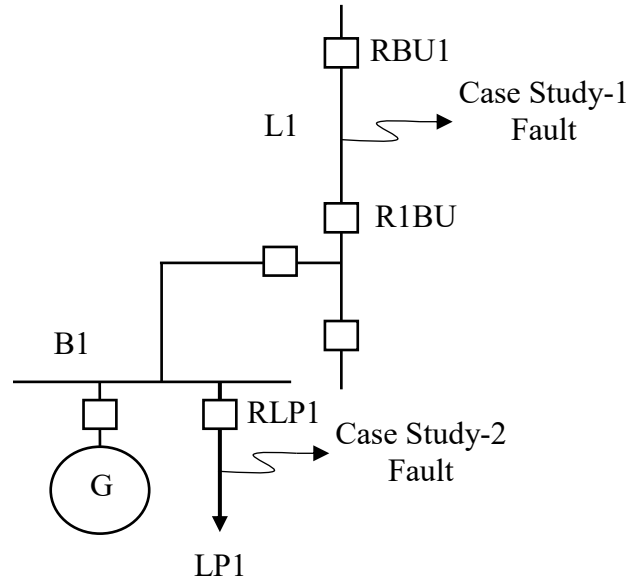 RBU1
Case Study-1
Fault
L1
R1BU
B1
RLP1
Case Study-2
Fault
G
LP1